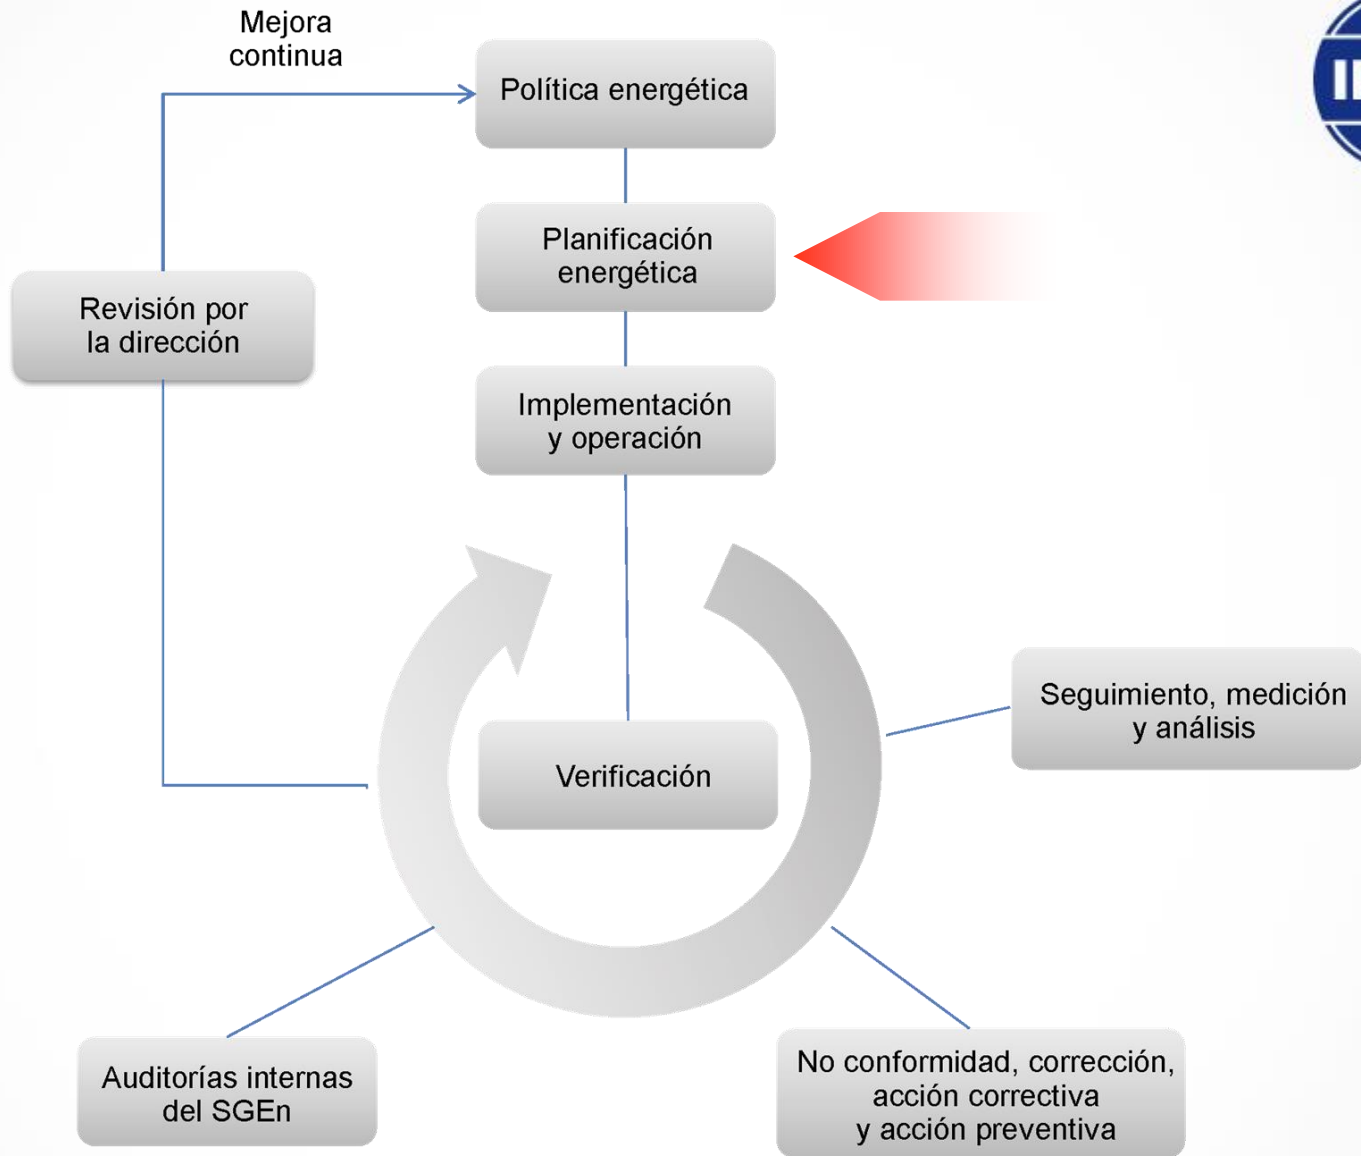 Mejora
continua
Política energética
Planificación
energética
Revisión por
la dirección
Implementación
y operación
Seguimiento, medición
y análisis
Verificación
Auditorías internas
del SGEn
No conformidad, corrección,
acción correctiva
y acción preventiva